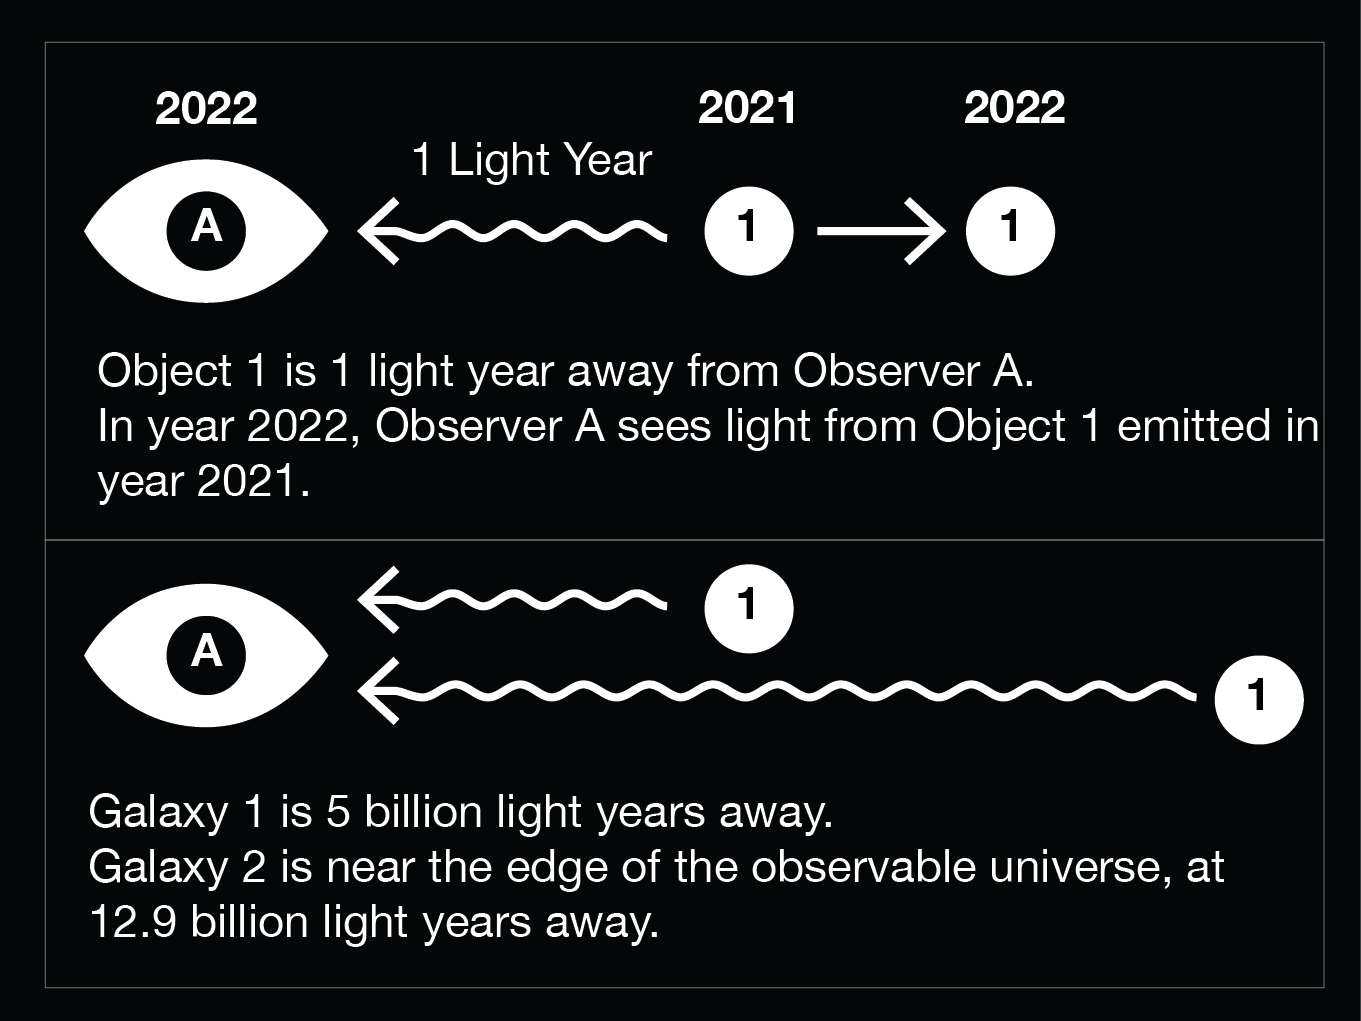 2022 2021 2022
1 Light Year
A 1 1
Object 1 is 1 light year away from Observer A.
In year 2022, Observer A sees light from Object 1 emitted in
year 2021.
1
A
1
Galaxy 1 is 5 billion light years away.
Galaxy 2 is near the edge of the observable universe, at
12.9 billion light years away.